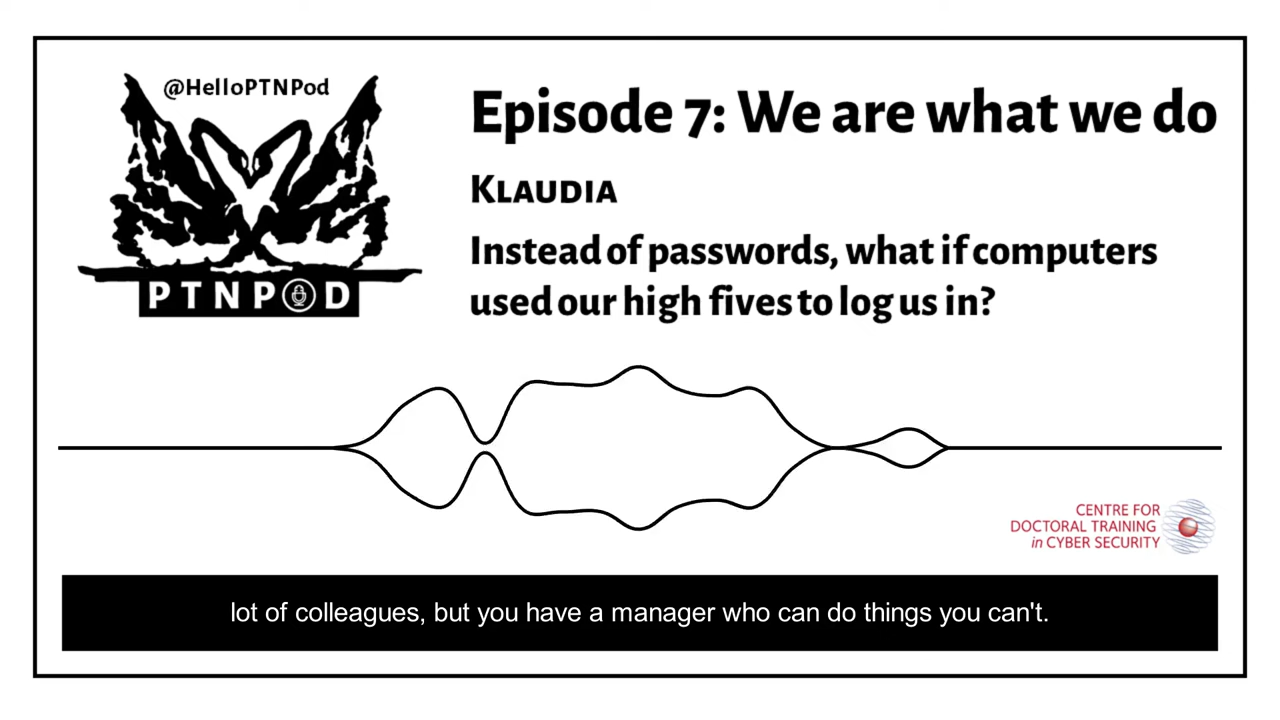 @HelloPTNPod
PTNPOD
Episode 7: We are what we do
KLAUDIA
Instead of passwords, what if computers
used our high fives to log us in?
CENTRE FOR
DOCTORAL TRAINING
in CYBER SECURITY
lot of colleagues, but you have a manager who can do things you can't.